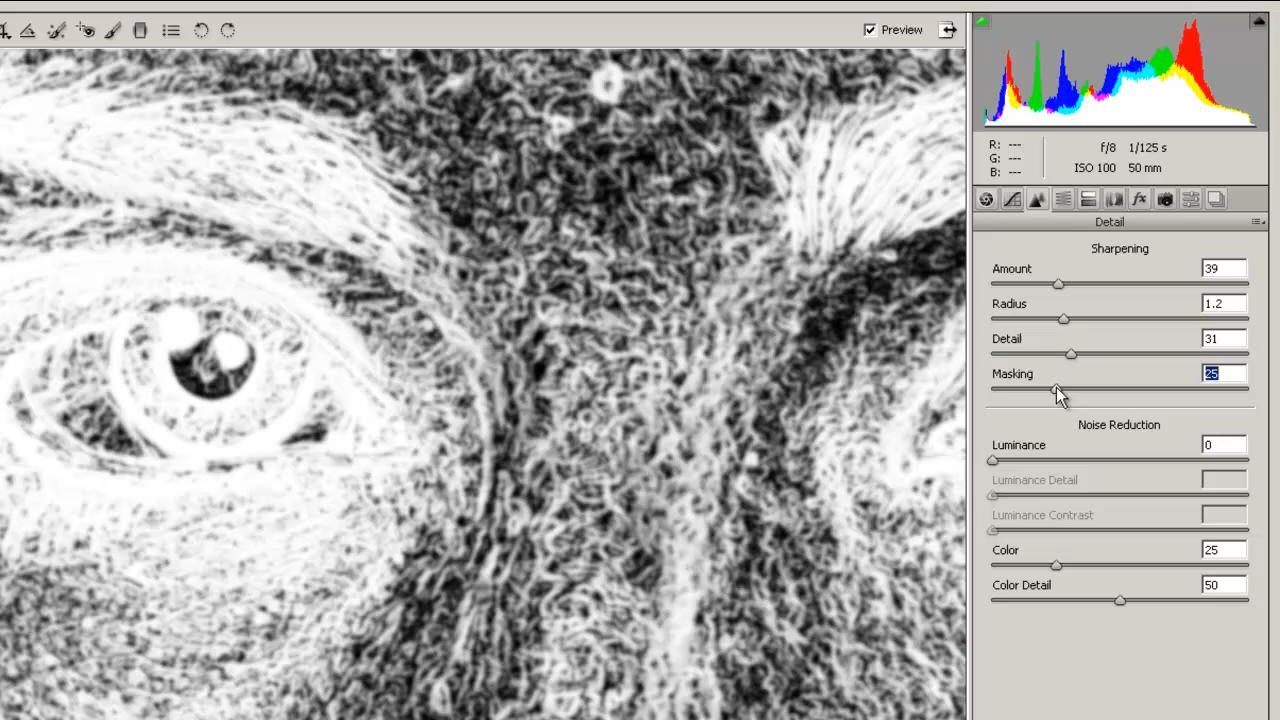 Preview
R: ---
G: ---
B: ---
f/8 1/125 s
ISO 100 50 mm
fx
Detail
Sharpening
Amount 39
Radius 1.2
Detail 31
Masking 25
Noise Reduction
Luminance 0
Luminance Detail
Luminance Contrast
Color 25
Color Detail 50